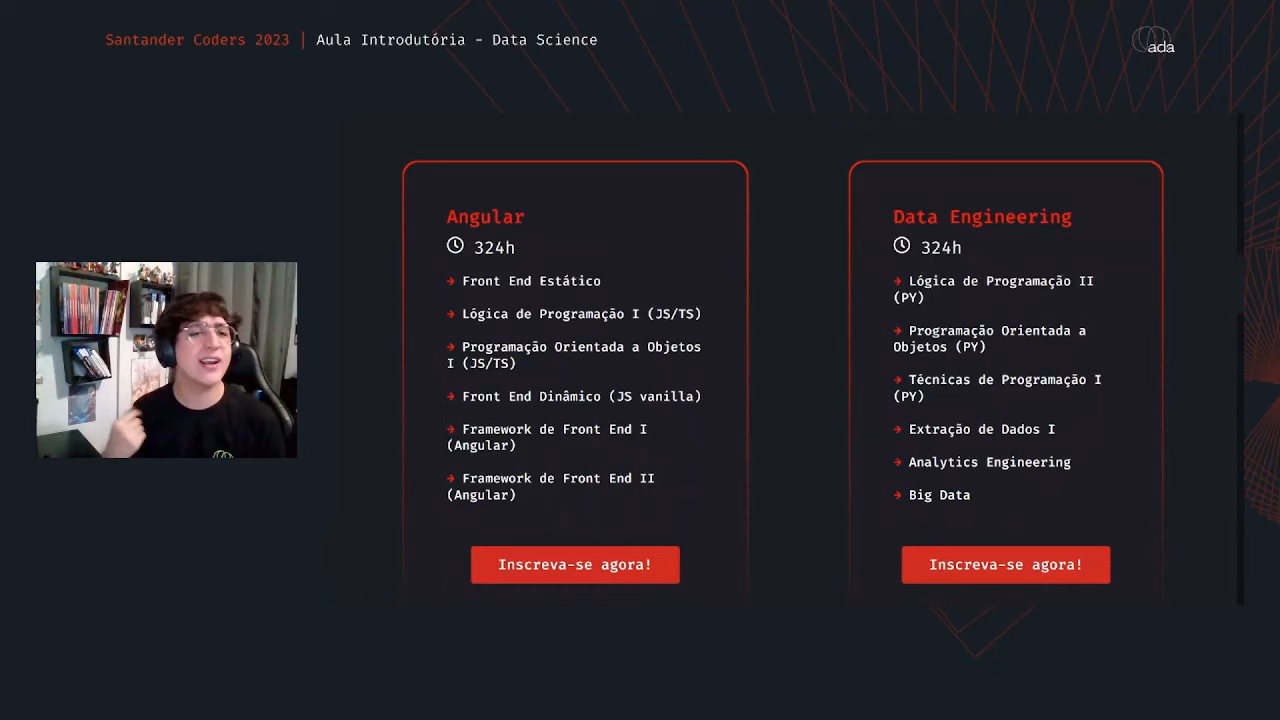 Santander Coders 2023 | Aula Introdutória - Data Science
ada
Angular
324h
→ Front End Estático
→ Lógica de Programação I (JS/TS)
→ Programação Orientada a Objetos
I (JS/TS)
→ Front End Dinâmico (JS vanilla)
→ Framework de Front End I
(Angular)
→ Framework de Front End II
(Angular)
Inscreva-se agora!
Data Engineering
324h
→ Lógica de Programação II
(PY)
→ Programação Orientada a
Objetos (PY)
→ Técnicas de Programação I
(PY)
→ Extração de Dados I
→ Analytics Engineering
→ Big Data
Inscreva-se agora!